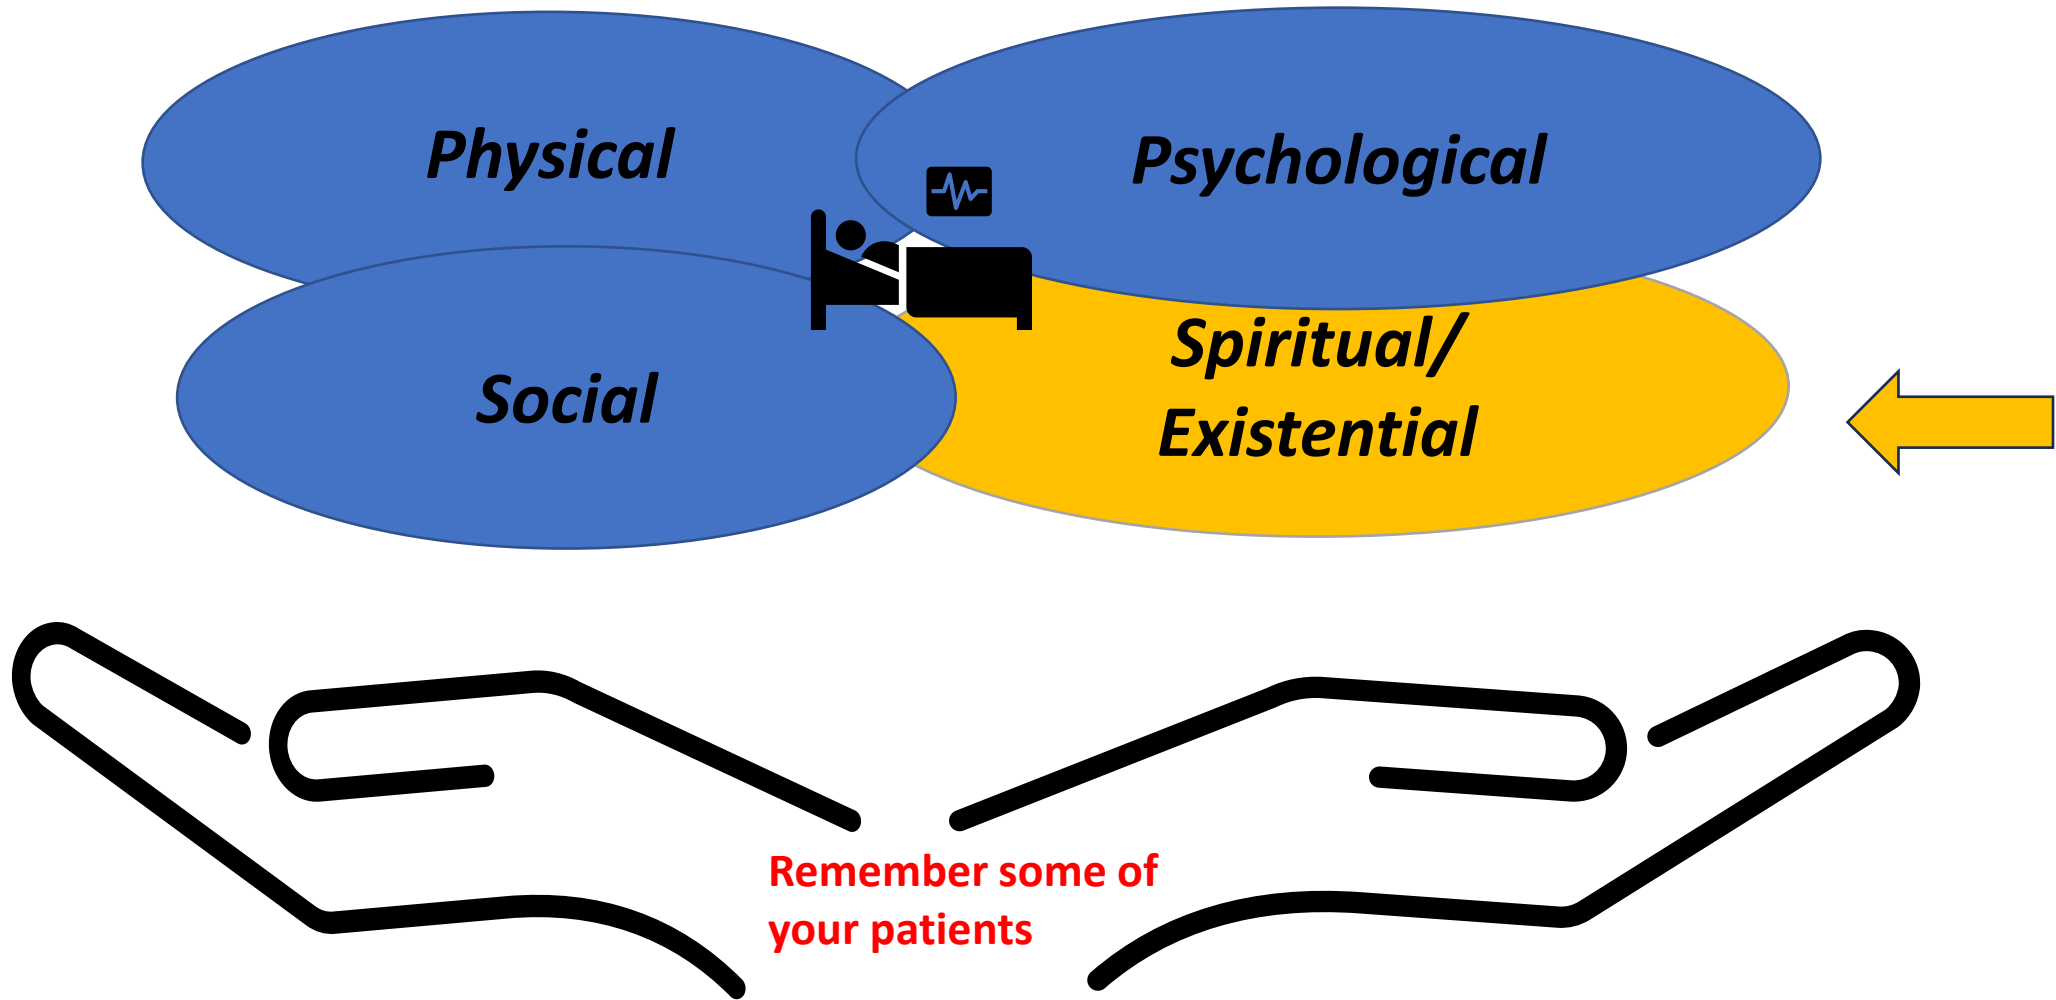 Physical
Psychological
Social
Spiritual/
Existential
Remember some of
your patients